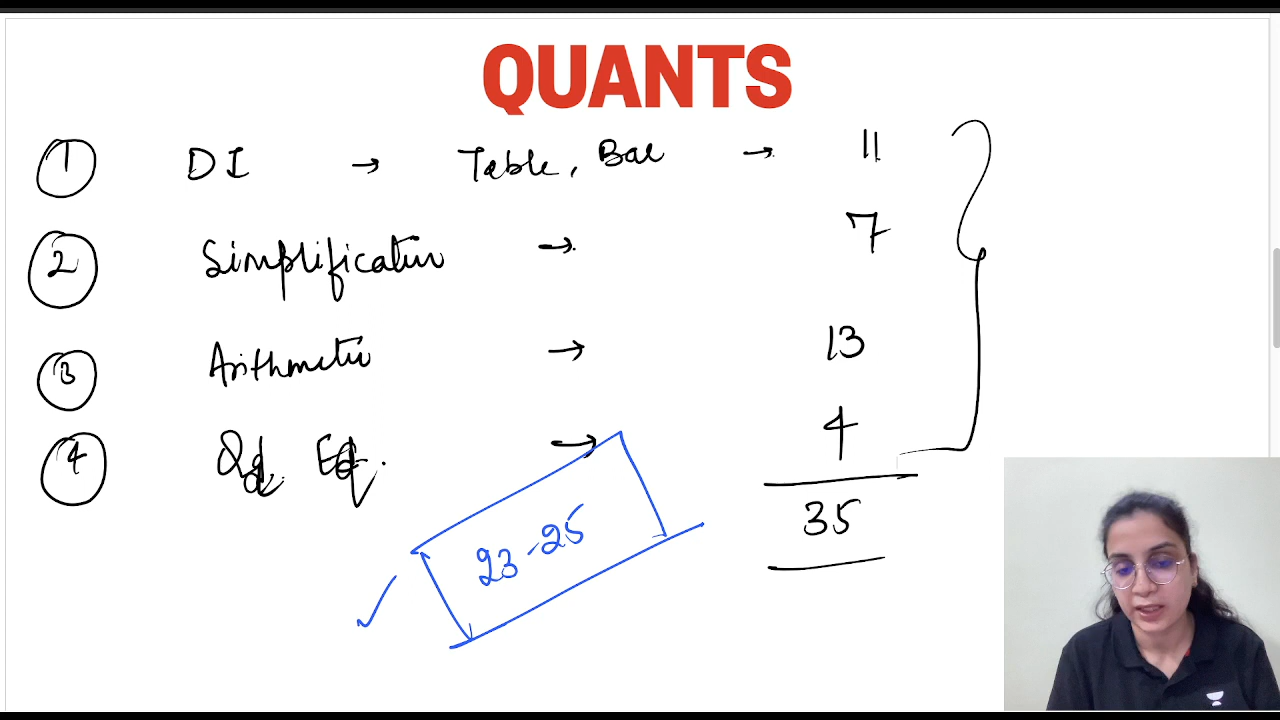 QUANTS
1 DI → Table, Bar → 11
2 Simplification → 7
3 Arithmetic → 13
4 Qd. Eq. → 4
35
23-25